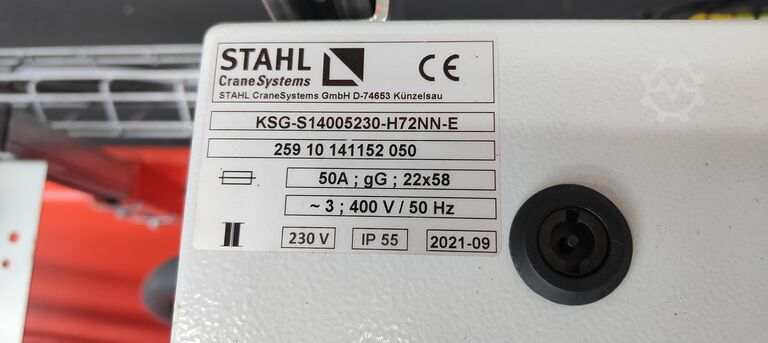 STAHL
CraneSystems
CE
STAHL CraneSystems GmbH D-74653 Künzelsau
KSG-S14005230-H72NN-E
259 10 141152 050
50A ; gG ; 22x58
~ 3 ; 400 V / 50 Hz
230 V IP 55 2021-09